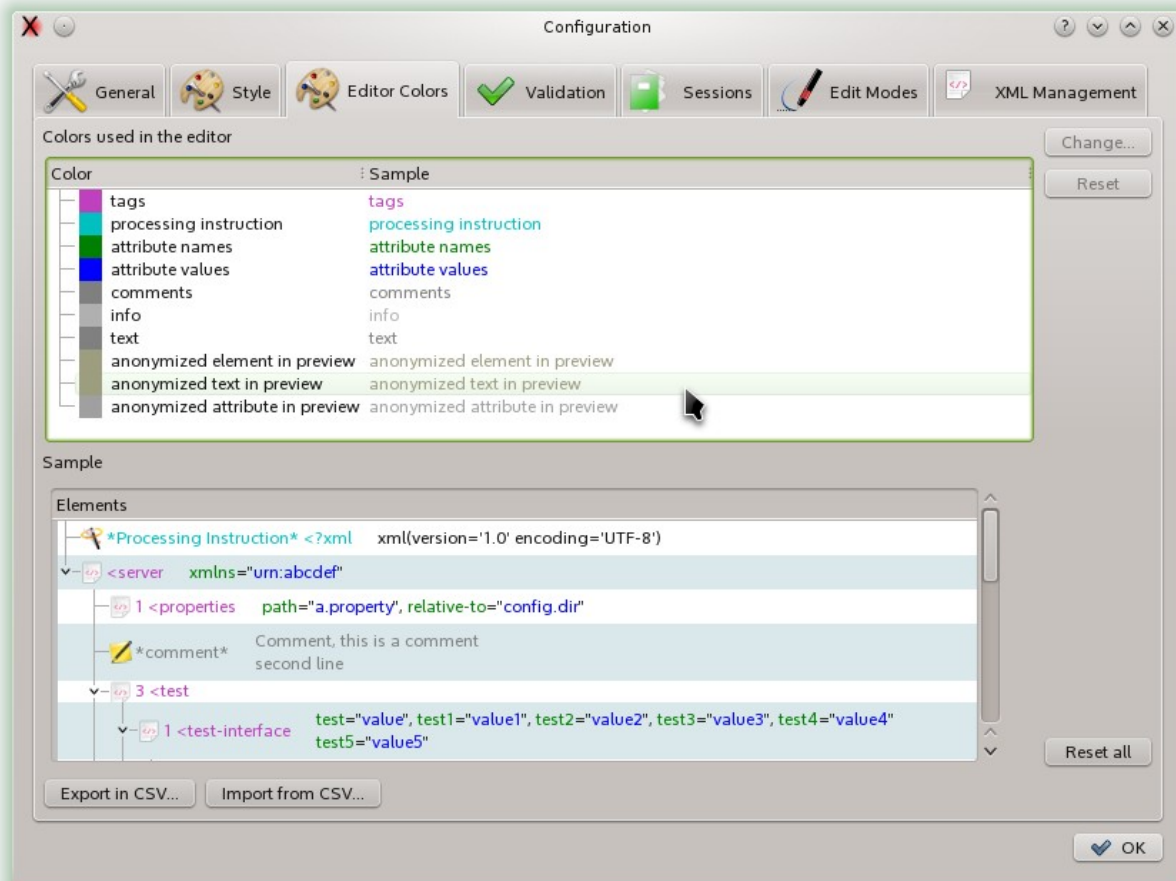 Configuration
General Style Editor Colors Validation Sessions Edit Modes XML Management
Colors used in the editor
Change...
Color Sample
Reset
tags tags
processing instruction processing instruction
attribute names attribute names
attribute values attribute values
comments comments
info info
text text
anonymized element in preview anonymized element in preview
anonymized text in preview anonymized text in preview
anonymized attribute in preview anonymized attribute in preview
Sample
Elements
*Processing Instruction* <?xml xml(version='1.0' encoding='UTF-8')
<server xmlns="urn:abcdef"
1 <properties path="a.property", relative-to="config.dir"
*comment* Comment, this is a comment
second line
3 <test
1 <test-interface test="value", test1="value1", test2="value2", test3="value3", test4="value4"
test5="value5"
Reset all
Export in CSV... Import from CSV...
OK